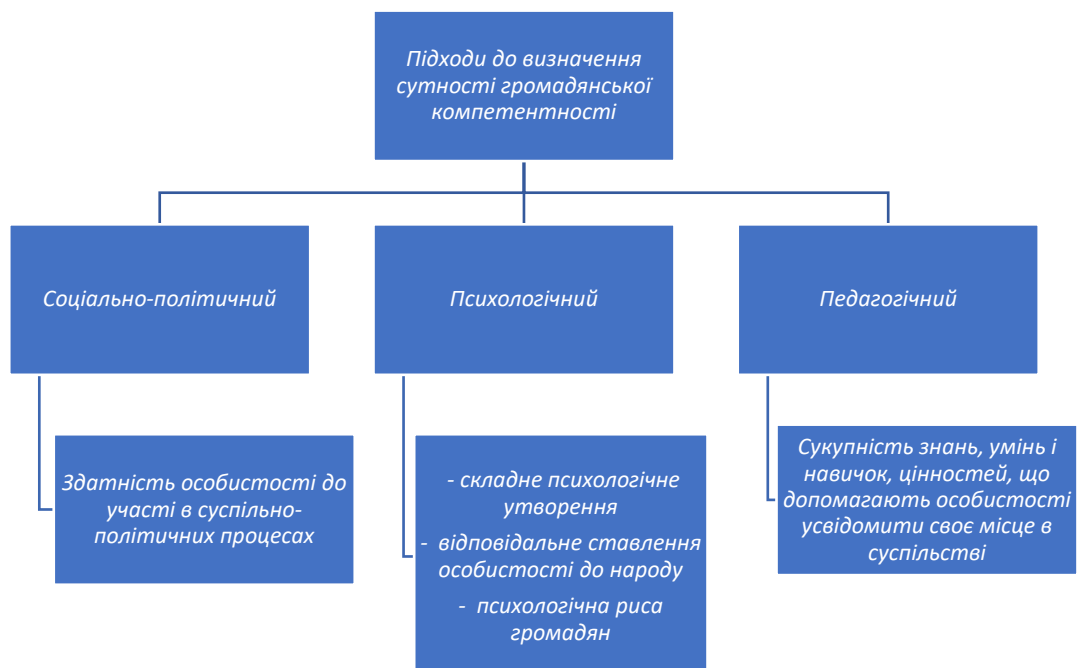 Підходи до визначення
сутності громадянської
компетентності
Соціально-політичний
Психологічний
Педагогічний
Здатність особистості до
участі в суспільно-
політичних процесах
- складне психологічне
утворення
- відповідальне ставлення
особистості до народу
- психологічна риса
громадян
Сукупність знань, умінь і
навичок, цінностей, що
допомагають особистості
усвідомити своє місце в
суспільстві